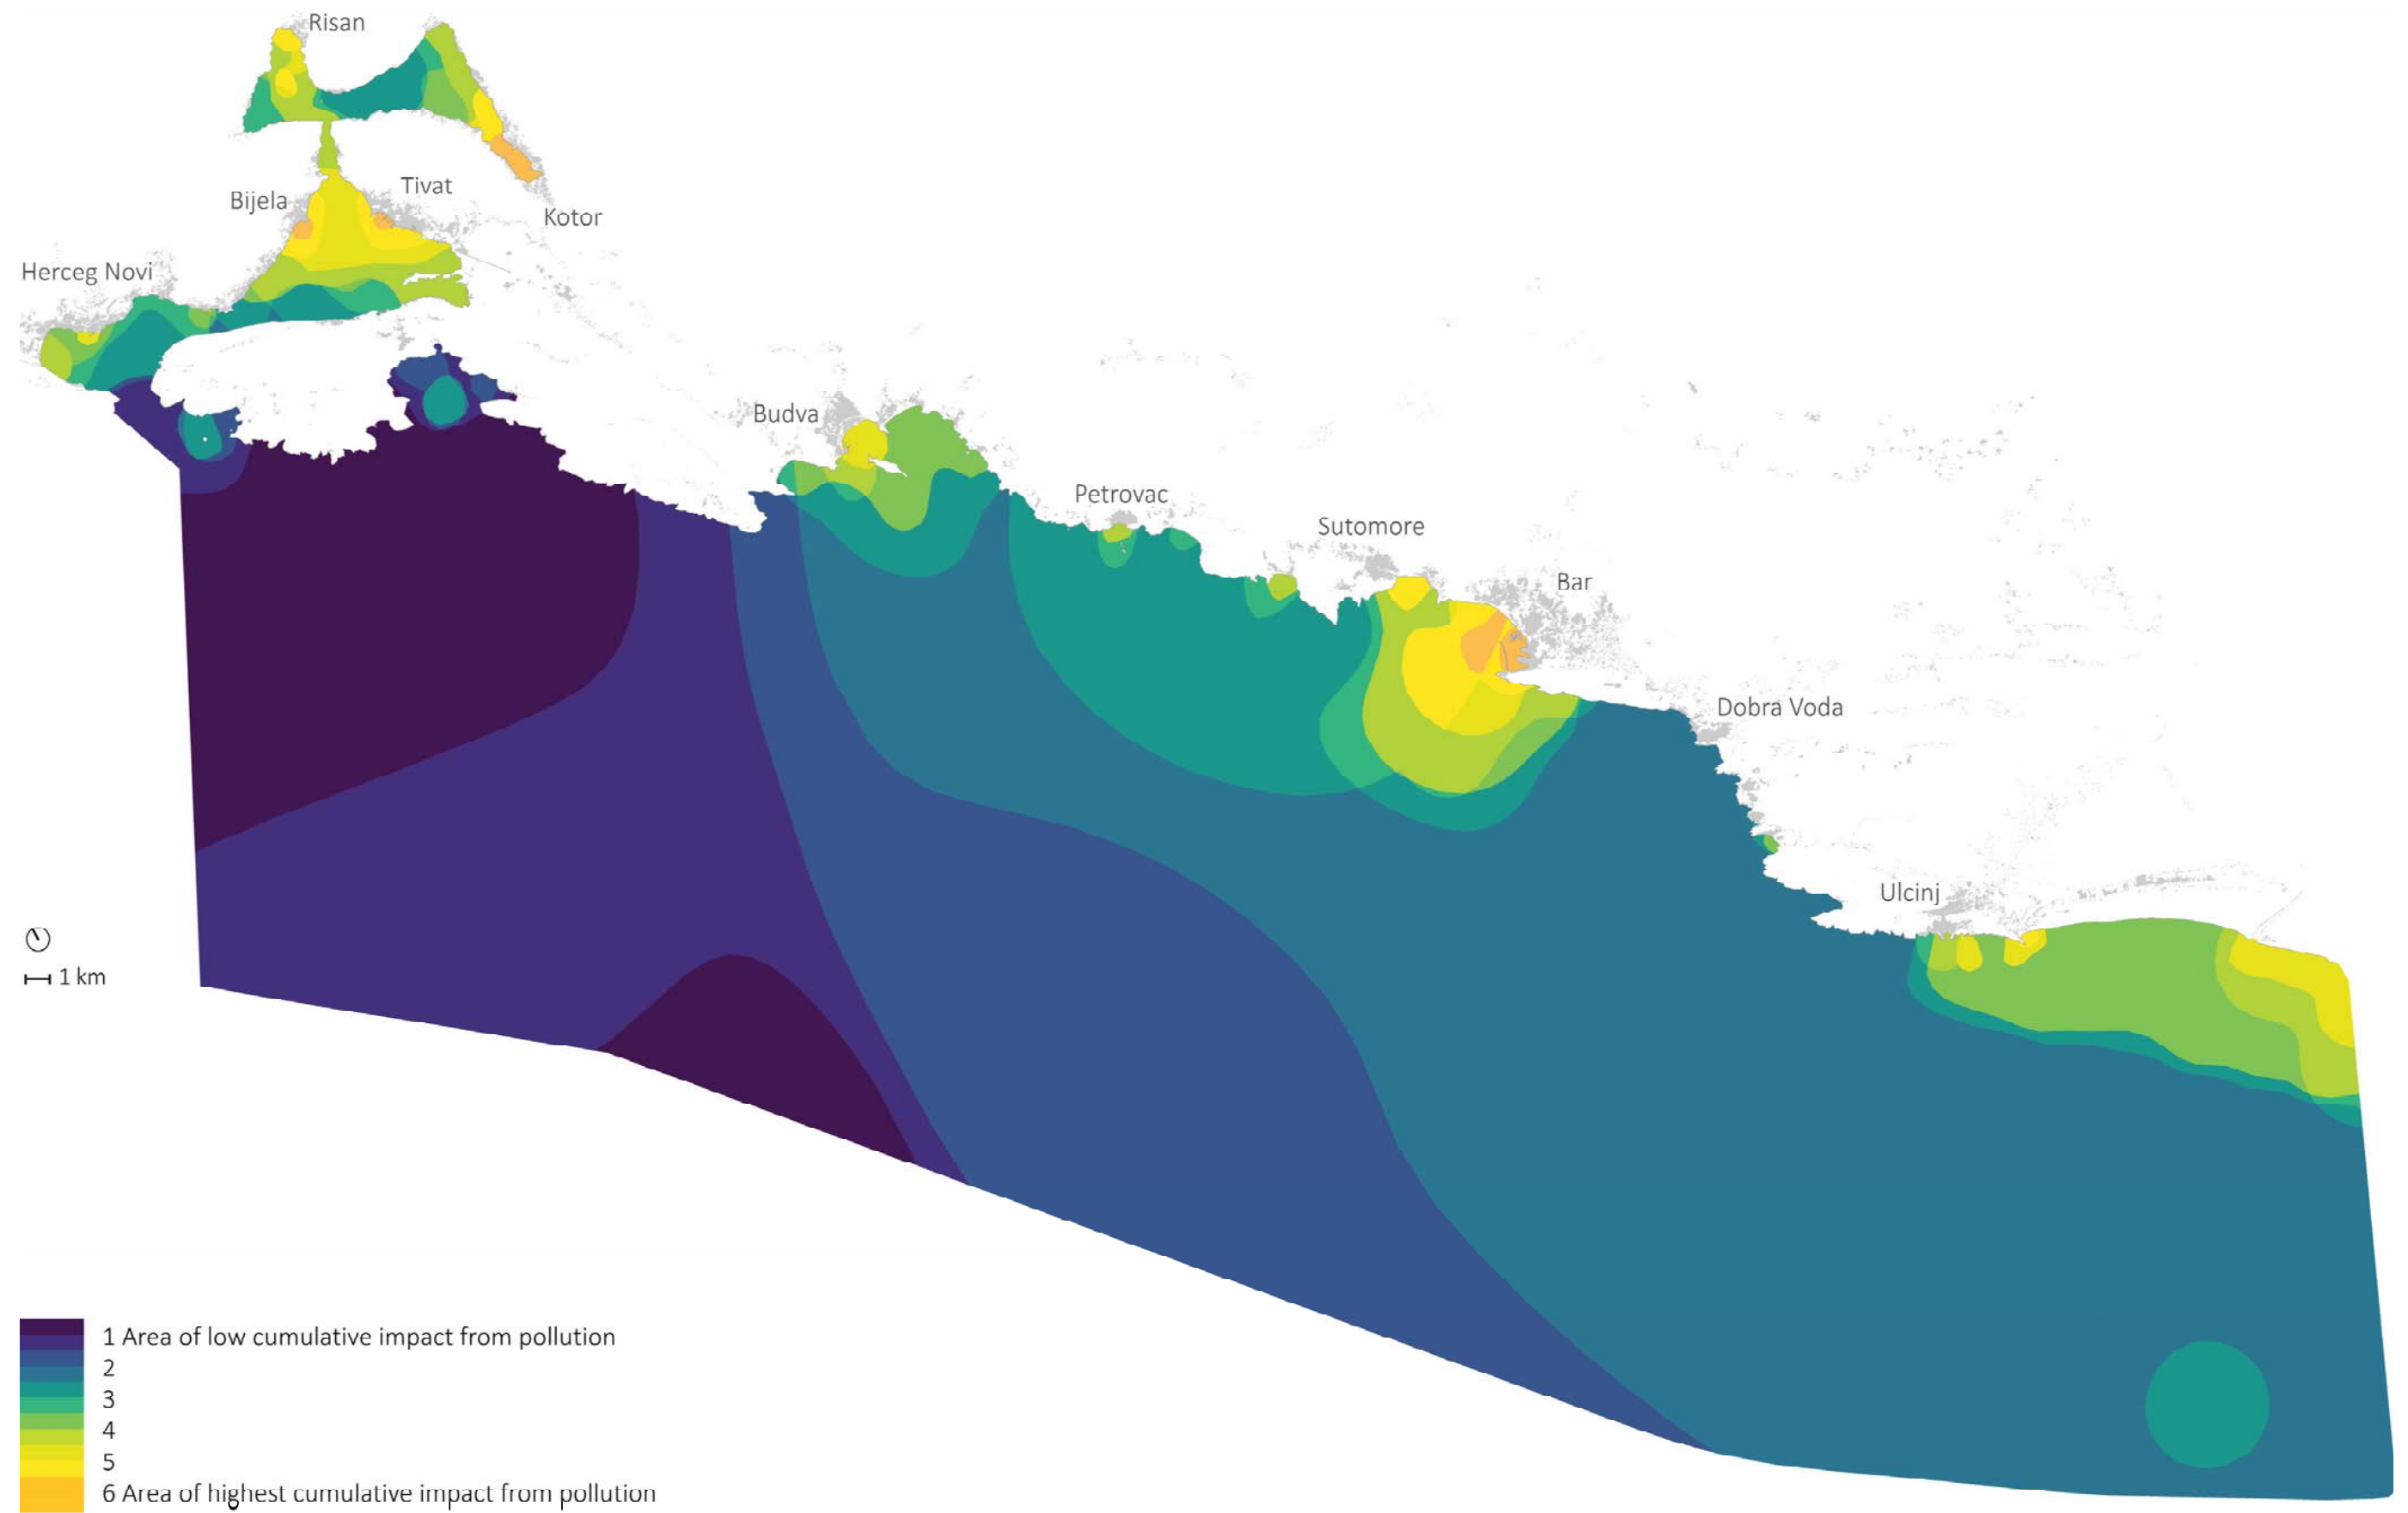 Risan
Tivat
Bijela
Kotor
Herceg Novi
Budva
Petrovac
Sutomore
Bar
Dobra Voda
Ulcinj
1 km
1 Area of low cumulative impact from pollution
2
3
4
5
6 Area of highest cumulative impact from pollution